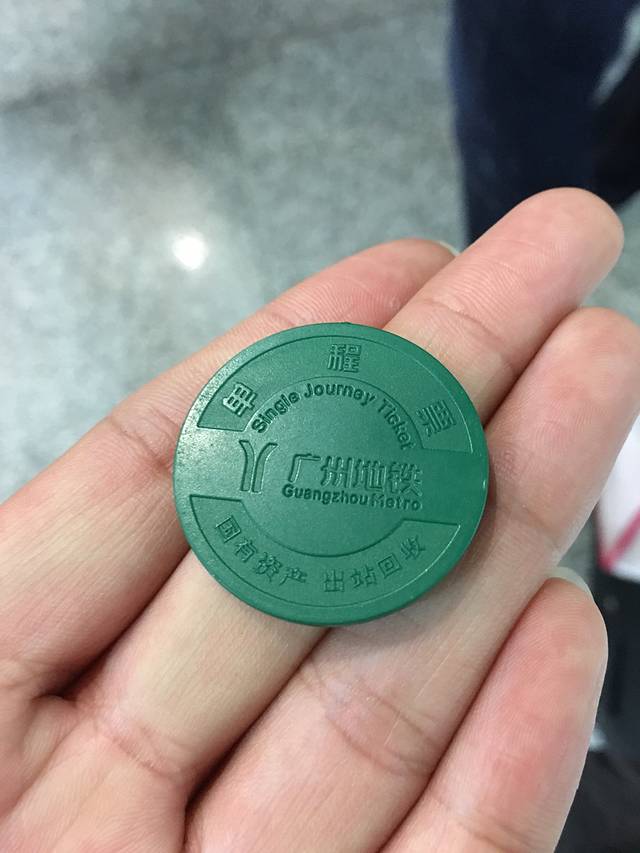 单程票
Single Journey Ticket
广州地铁
Guangzhou Metro
国有资产 出站回收